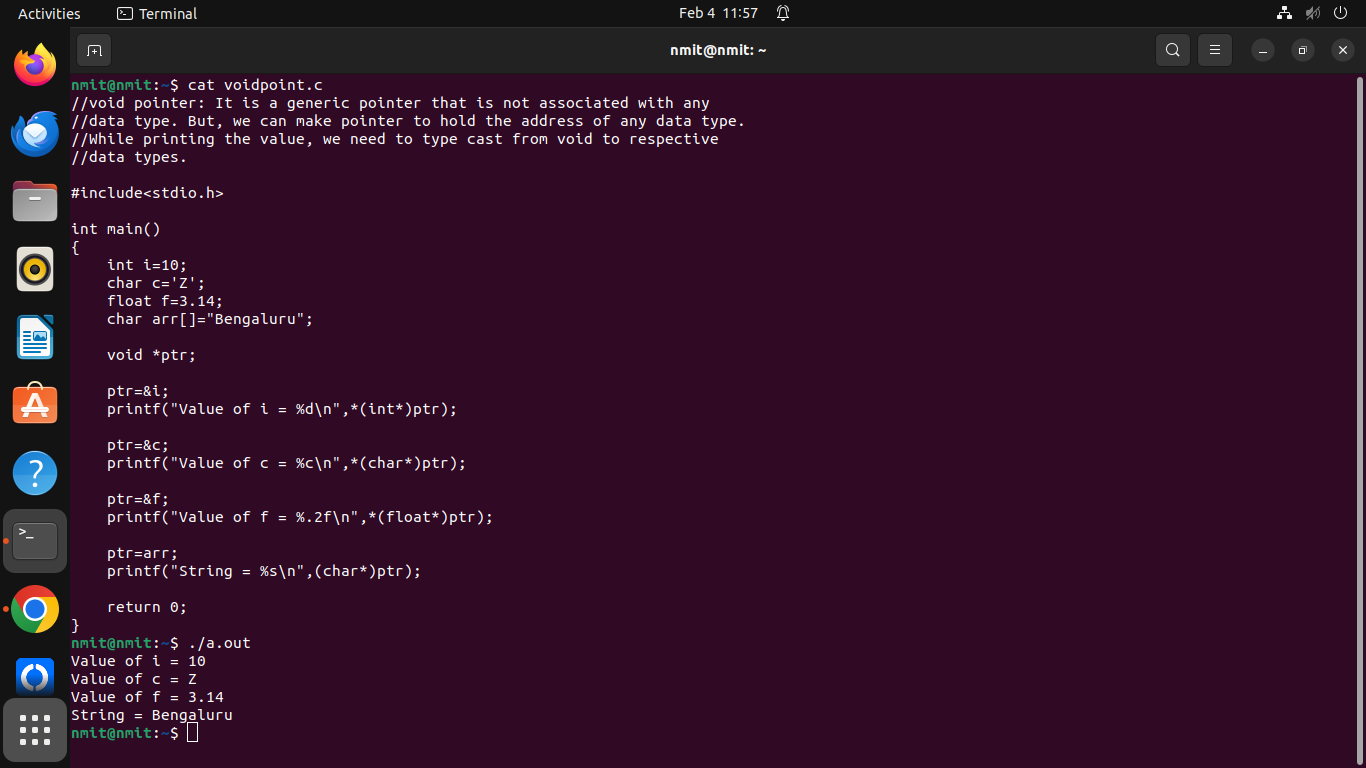 Activities Terminal Feb 4 11:57
nmit@nmit: ~
nmit@nmit:~$ cat voidpoint.c
//void pointer: It is a generic pointer that is not associated with any
//data type. But, we can make pointer to hold the address of any data type.
//While printing the value, we need to type cast from void to respective
//data types.

#include<stdio.h>

int main()
{
    int i=10;
    char c='Z';
    float f=3.14;
    char arr[]="Bengaluru";

    void *ptr;

    ptr=&i;
    printf("Value of i = %d\n",*(int*)ptr);

    ptr=&c;
    printf("Value of c = %c\n",*(char*)ptr);

    ptr=&f;
    printf("Value of f = %.2f\n",*(float*)ptr);

    ptr=arr;
    printf("String = %s\n",(char*)ptr);

    return 0;
}
nmit@nmit:~$ ./a.out
Value of i = 10
Value of c = Z
Value of f = 3.14
String = Bengaluru
nmit@nmit:~$